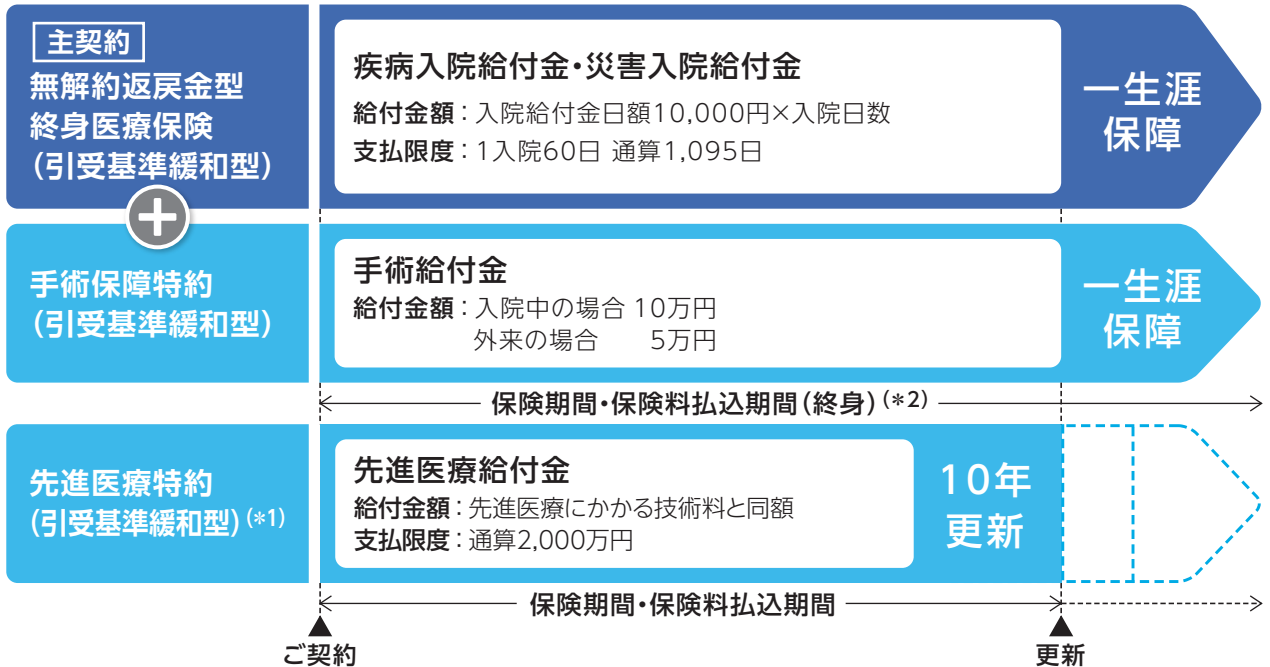 主契約
無解約返戻金型
終身医療保険
(引受基準緩和型)
疾病入院給付金・災害入院給付金
給付金額：入院給付金日額10,000円×入院日数
支払限度：1入院60日 通算1,095日
一生涯
保障
+
手術保障特約
(引受基準緩和型)
手術給付金
給付金額：入院中の場合 10万円
外来の場合 5万円
一生涯
保障
保険期間・保険料払込期間(終身)(*2)
先進医療特約
(引受基準緩和型)(*1)
先進医療給付金
給付金額：先進医療にかかる技術料と同額
支払限度：通算2,000万円
10年
更新
保険期間・保険料払込期間
ご契約
更新